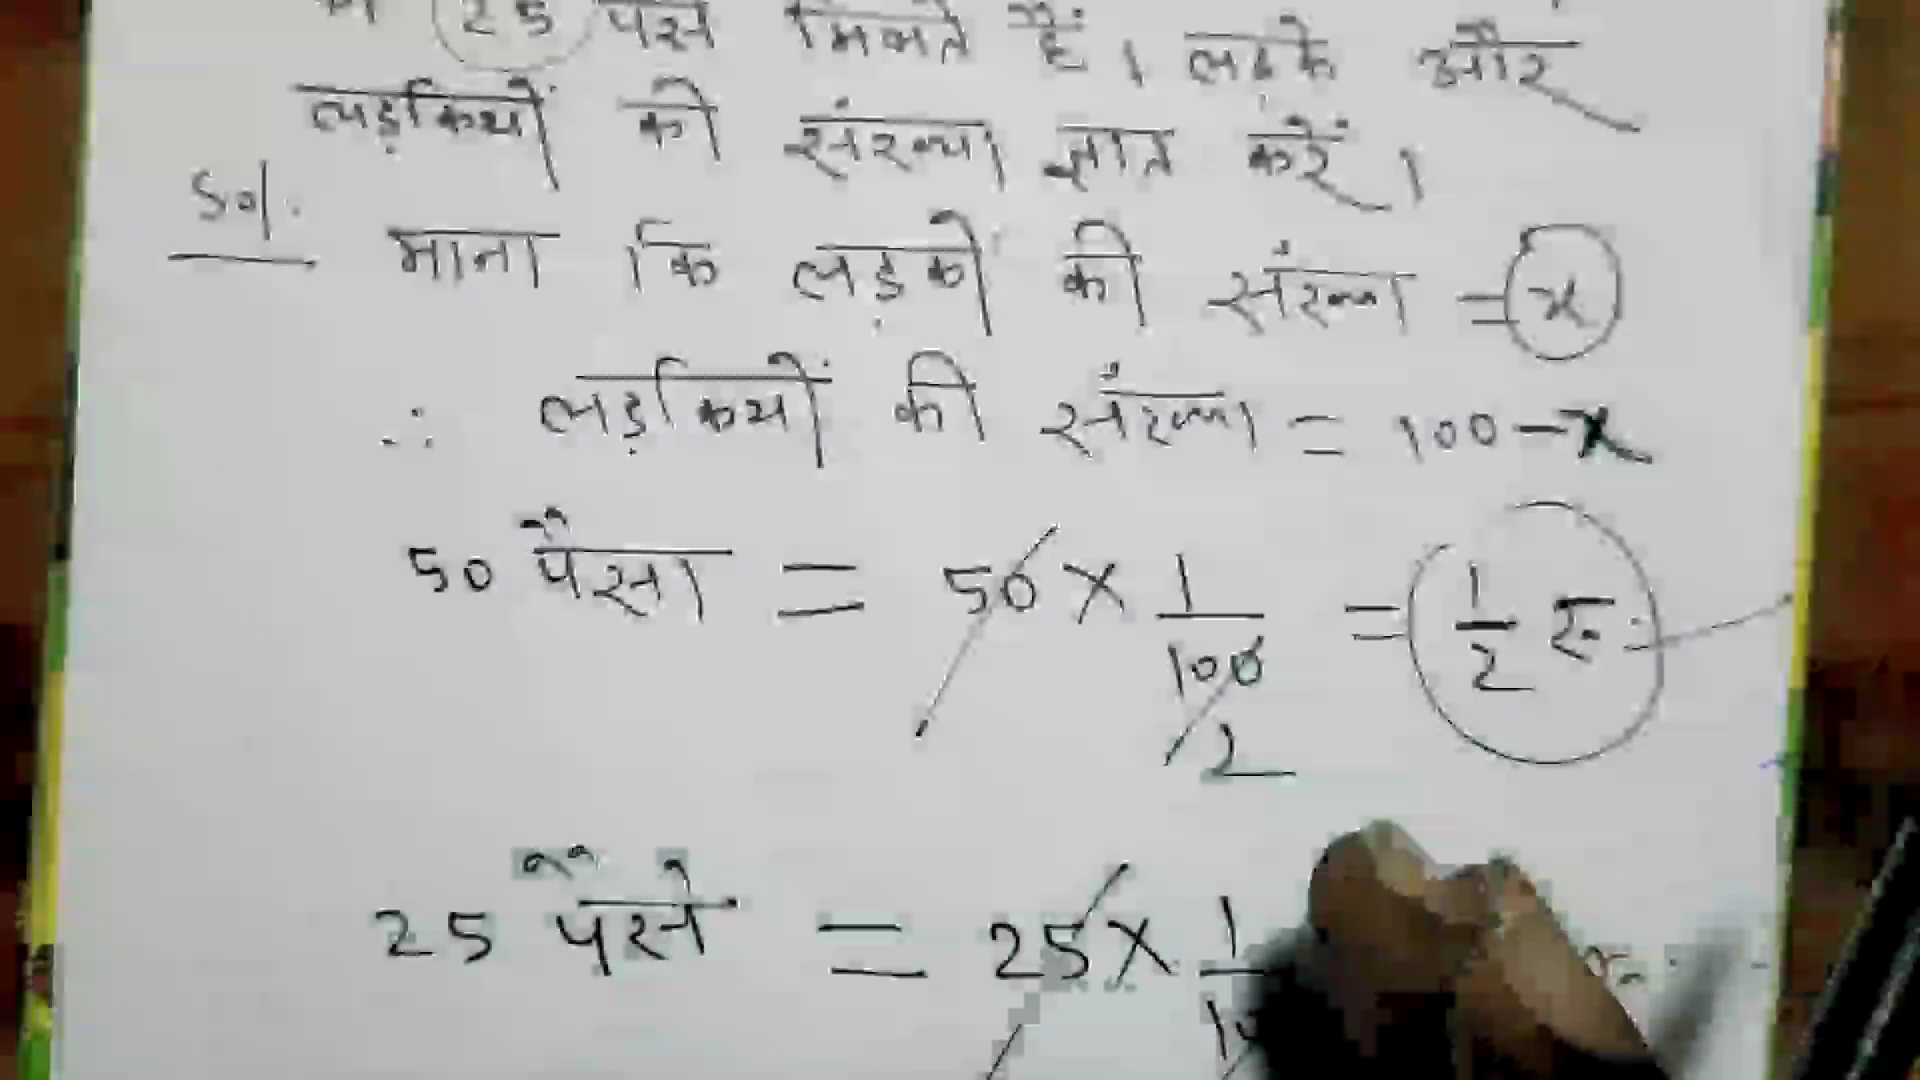 25 पैसे मिलते हैं । लड़के और
लड़कियों की संख्या ज्ञात करें ।
Sol.
माना कि लड़को की संख्या = x
∴ लड़कियों की संख्या = 100 - x
50 पैसा = 50 × 1/100 = 1/2 रु.
2
25 पैसे = 25 × 1